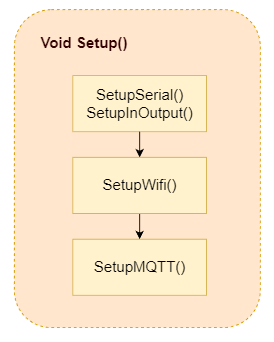 Void Setup()
SetupSerial()
SetupInOutput()
SetupWifi()
SetupMQTT()